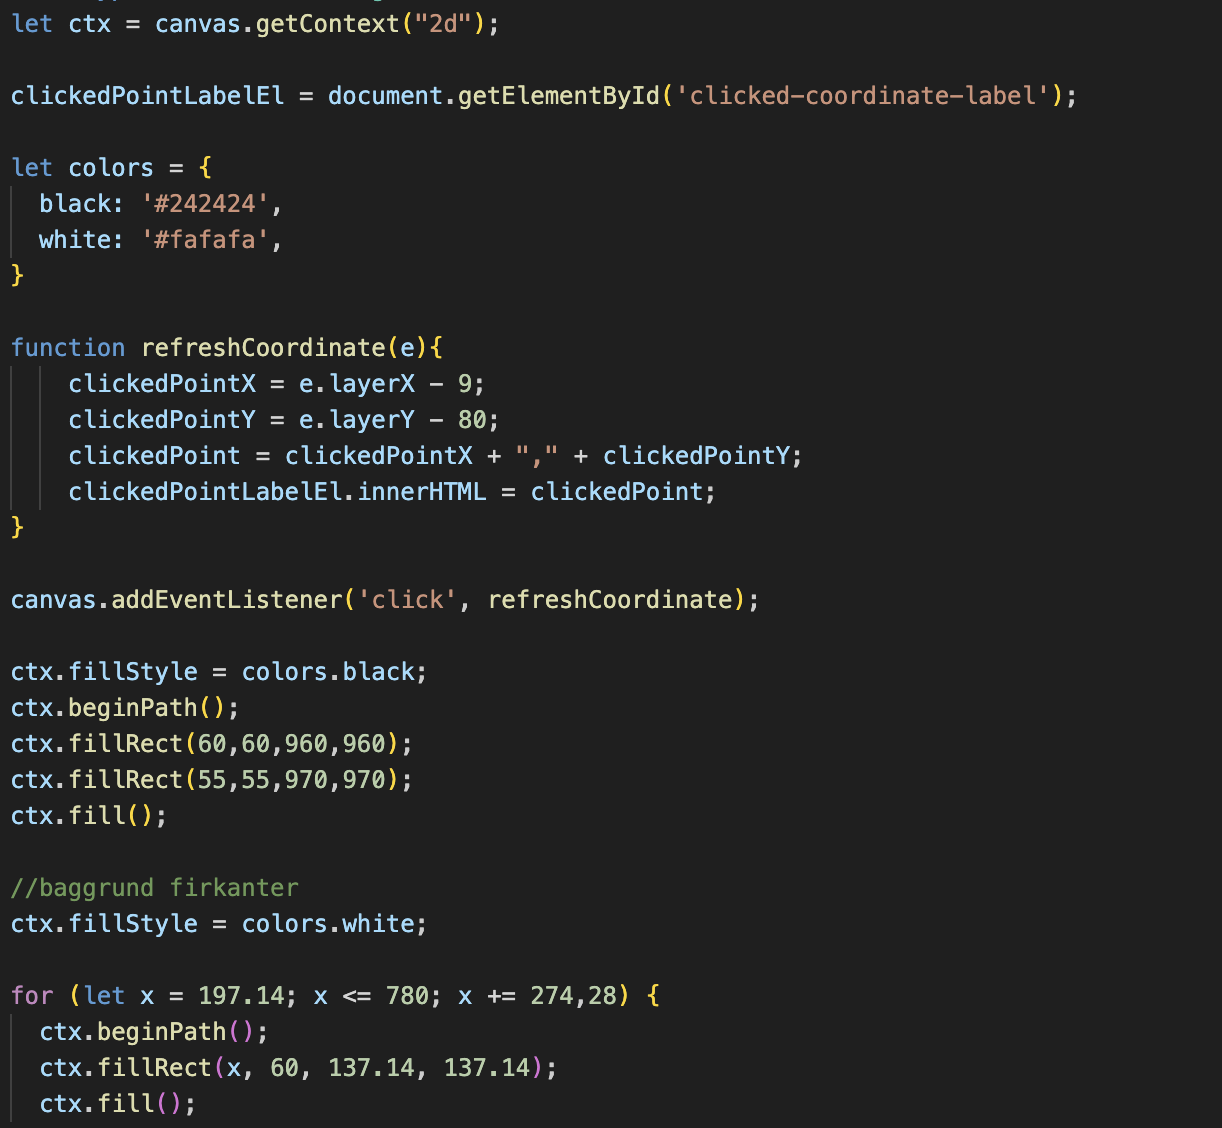 let ctx = canvas.getContext("2d");
clickedPointLabelEl = document.getElementById('clicked-coordinate-label');
let colors = {
  black: '#242424',
  white: '#fafafa',
}
function refreshCoordinate(e){
    clickedPointX = e.layerX - 9;
    clickedPointY = e.layerY - 80;
    clickedPoint = clickedPointX + "," + clickedPointY;
    clickedPointLabelEl.innerHTML = clickedPoint;
}
canvas.addEventListener('click', refreshCoordinate);
ctx.fillStyle = colors.black;
ctx.beginPath();
ctx.fillRect(60,60,960,960);
ctx.fillRect(55,55,970,970);
ctx.fill();
//baggrund firkanter
ctx.fillStyle = colors.white;
for (let x = 197.14; x <= 780; x += 274,28) {
  ctx.beginPath();
  ctx.fillRect(x, 60, 137.14, 137.14);
  ctx.fill();